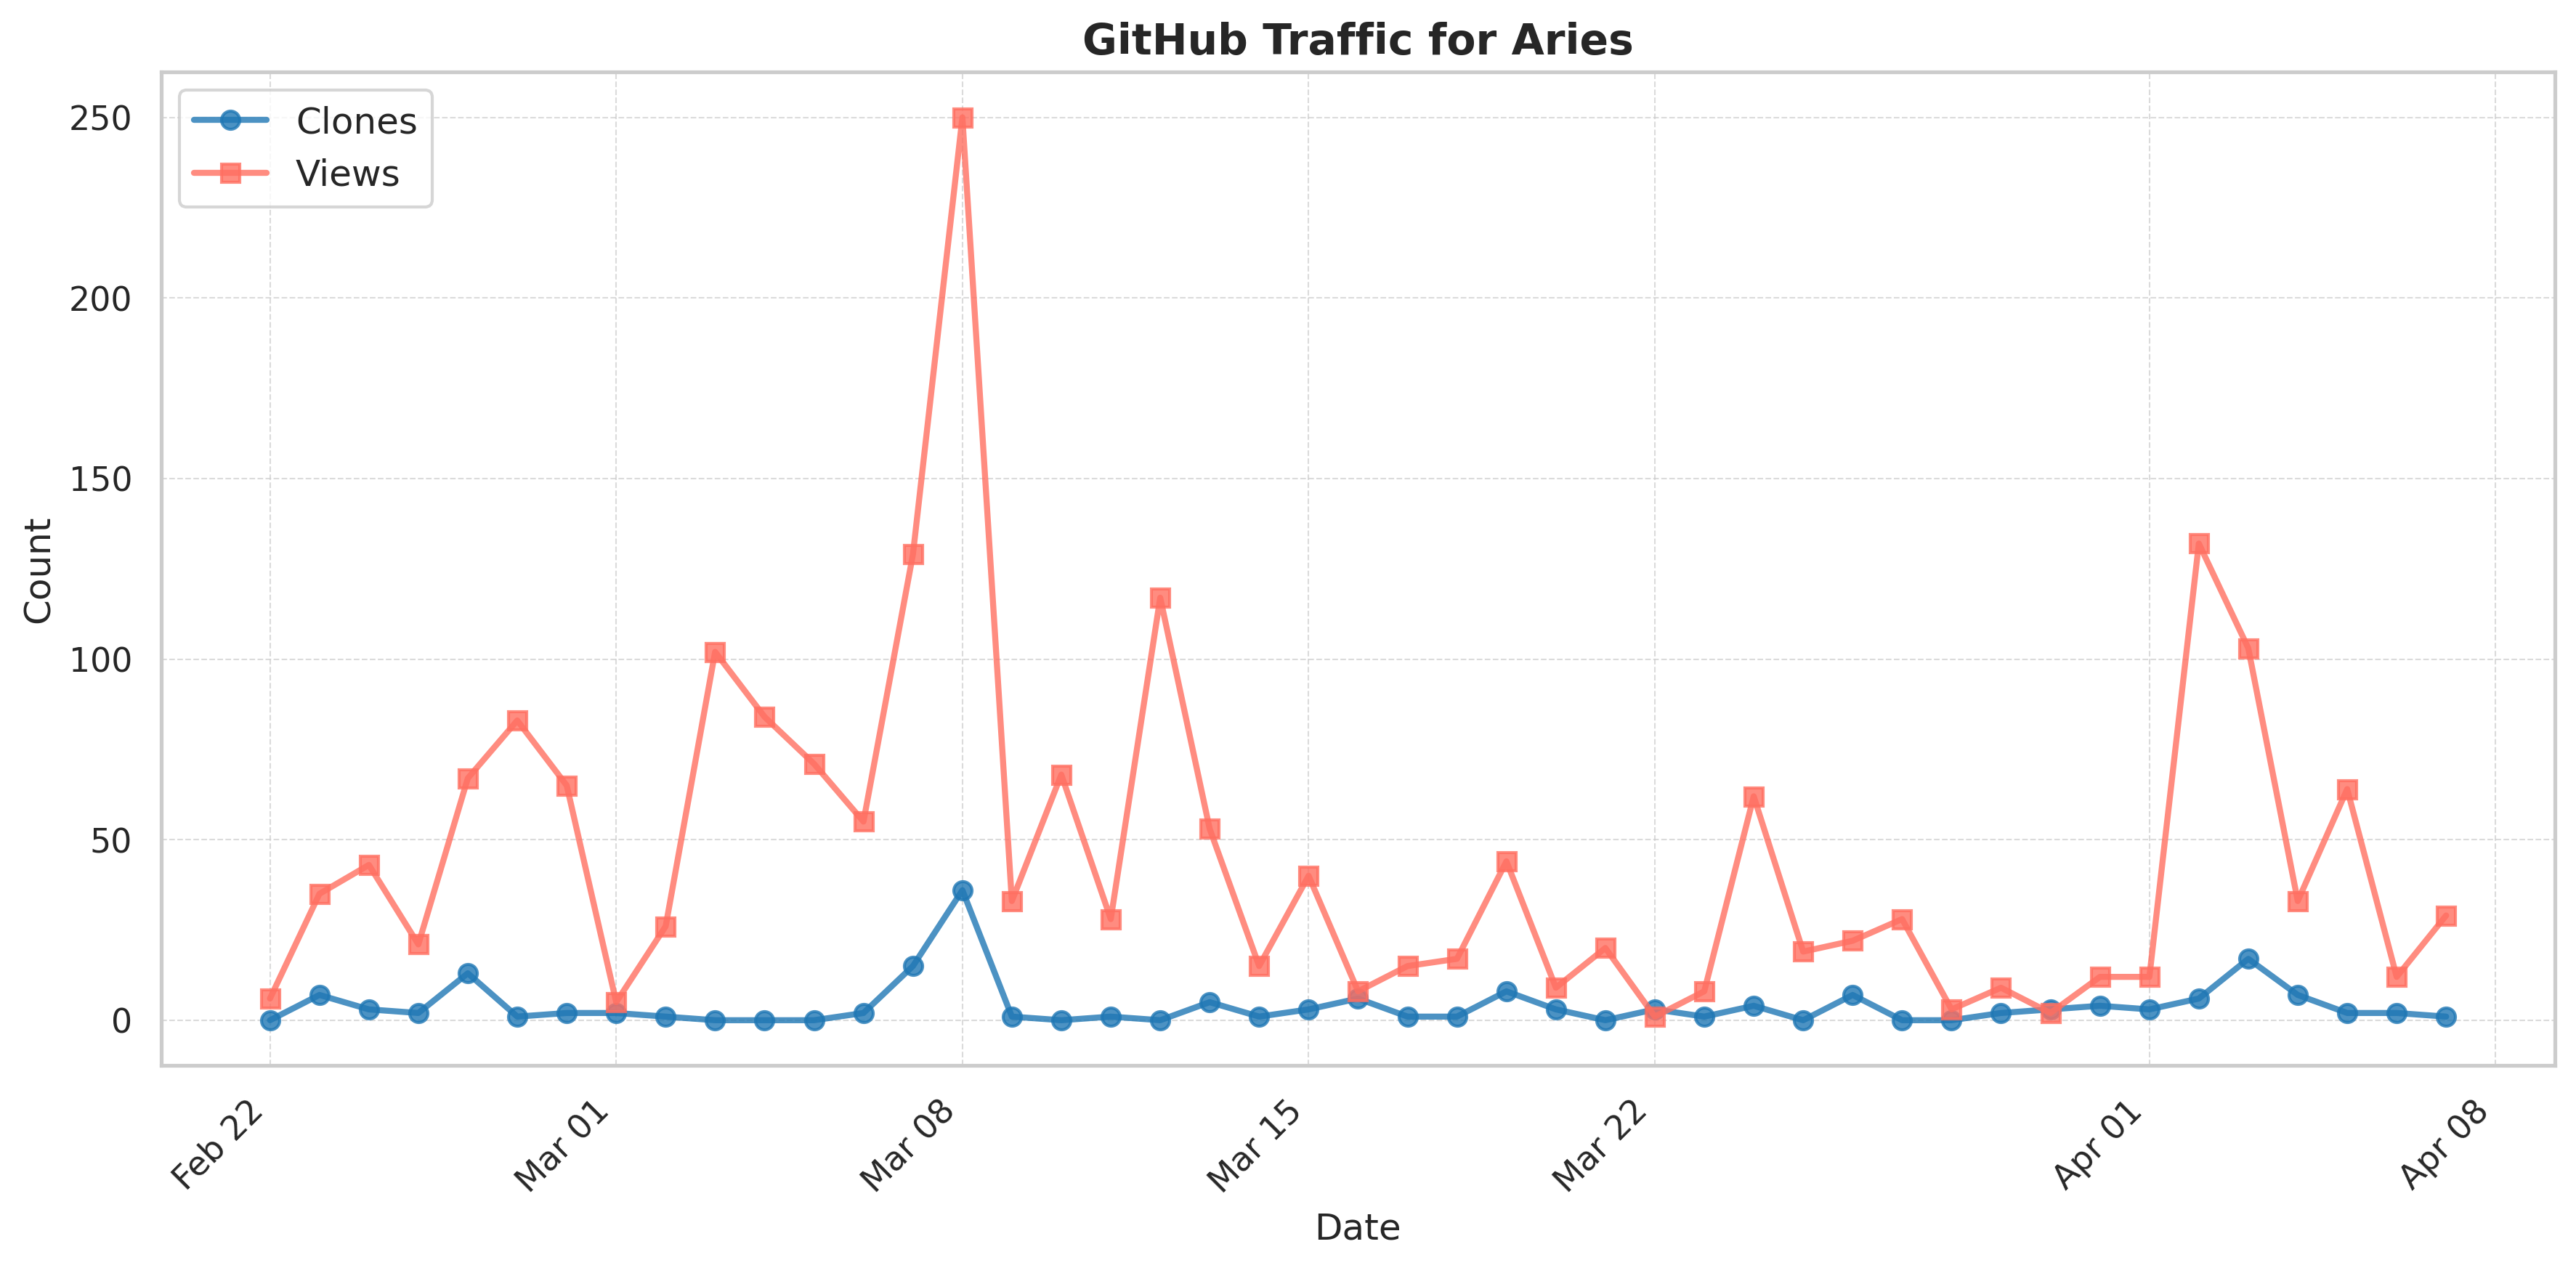 GitHub Traffic for Aries
Clones
Views
250
200
150
100
50
0
Count
Feb 22
Mar 01
Mar 08
Mar 15
Mar 22
Apr 01
Apr 08
Date